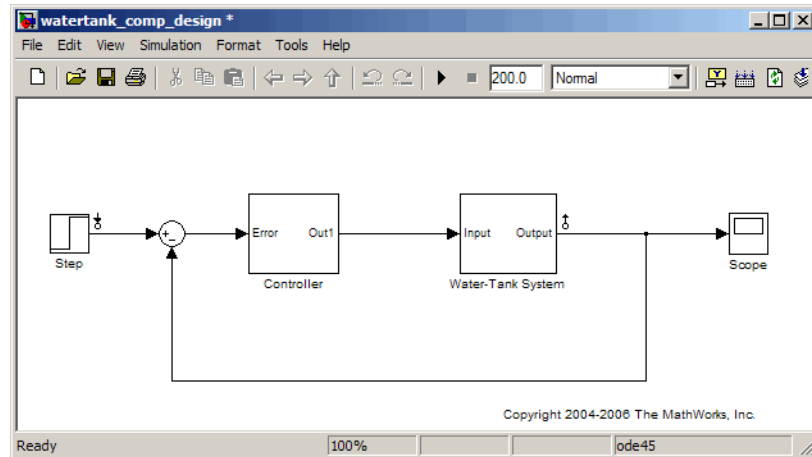 watertank_comp_design *
File Edit View Simulation Format Tools Help
200.0 Normal
Step
Error Out1
Controller
Input Output
Water-Tank System
Scope
Copyright 2004-2006 The MathWorks, Inc.
Ready 100% ode45